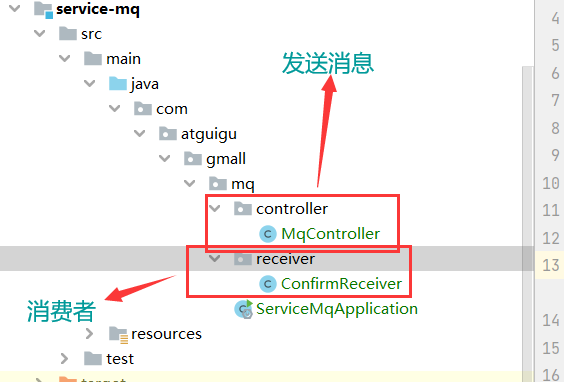 service-mq
src
main
发送消息
java
com
atguigu
gmall
mq
controller
MqController
receiver
ConfirmReceiver
消费者
ServiceMqApplication
resources
test
target
4
5
6
7
8
9
10
11
12
13
14
15
16